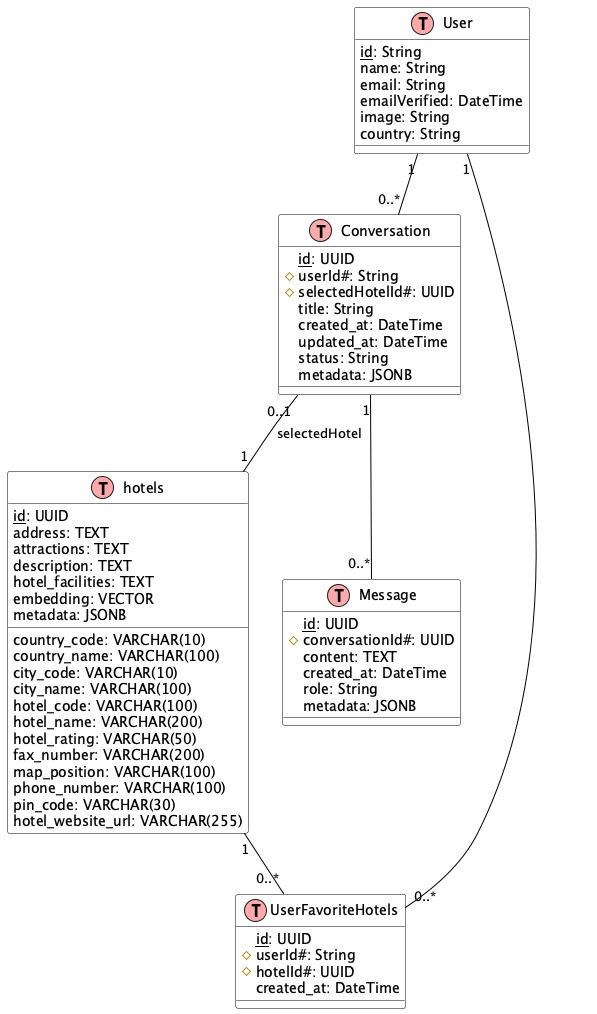 T User
id: String
name: String
email: String
emailVerified: DateTime
image: String
country: String
1
1
0..*
T Conversation
id: UUID
userId#: String
selectedHotelId#: UUID
title: String
created_at: DateTime
updated_at: DateTime
status: String
metadata: JSONB
0..1
1
selectedHotel
1
T hotels
id: UUID
address: TEXT
attractions: TEXT
description: TEXT
hotel_facilities: TEXT
embedding: VECTOR
metadata: JSONB
country_code: VARCHAR(10)
country_name: VARCHAR(100)
city_code: VARCHAR(10)
city_name: VARCHAR(100)
hotel_code: VARCHAR(100)
hotel_name: VARCHAR(200)
hotel_rating: VARCHAR(50)
fax_number: VARCHAR(200)
map_position: VARCHAR(100)
phone_number: VARCHAR(100)
pin_code: VARCHAR(30)
hotel_website_url: VARCHAR(255)
0..*
T Message
id: UUID
conversationId#: UUID
content: TEXT
created_at: DateTime
role: String
metadata: JSONB
1
0..*
0..*
T UserFavoriteHotels
id: UUID
userId#: String
hotelId#: UUID
created_at: DateTime